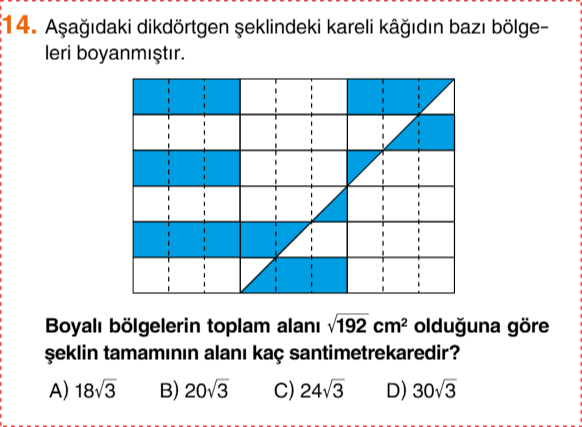 14. Aşağıdaki dikdörtgen şeklindeki kareli kâğıdın bazı bölge-
leri boyanmıştır.
Boyalı bölgelerin toplam alanı √192 cm² olduğuna göre
şeklin tamamının alanı kaç santimetrekaredir?
A) 18√3 B) 20√3 C) 24√3 D) 30√3